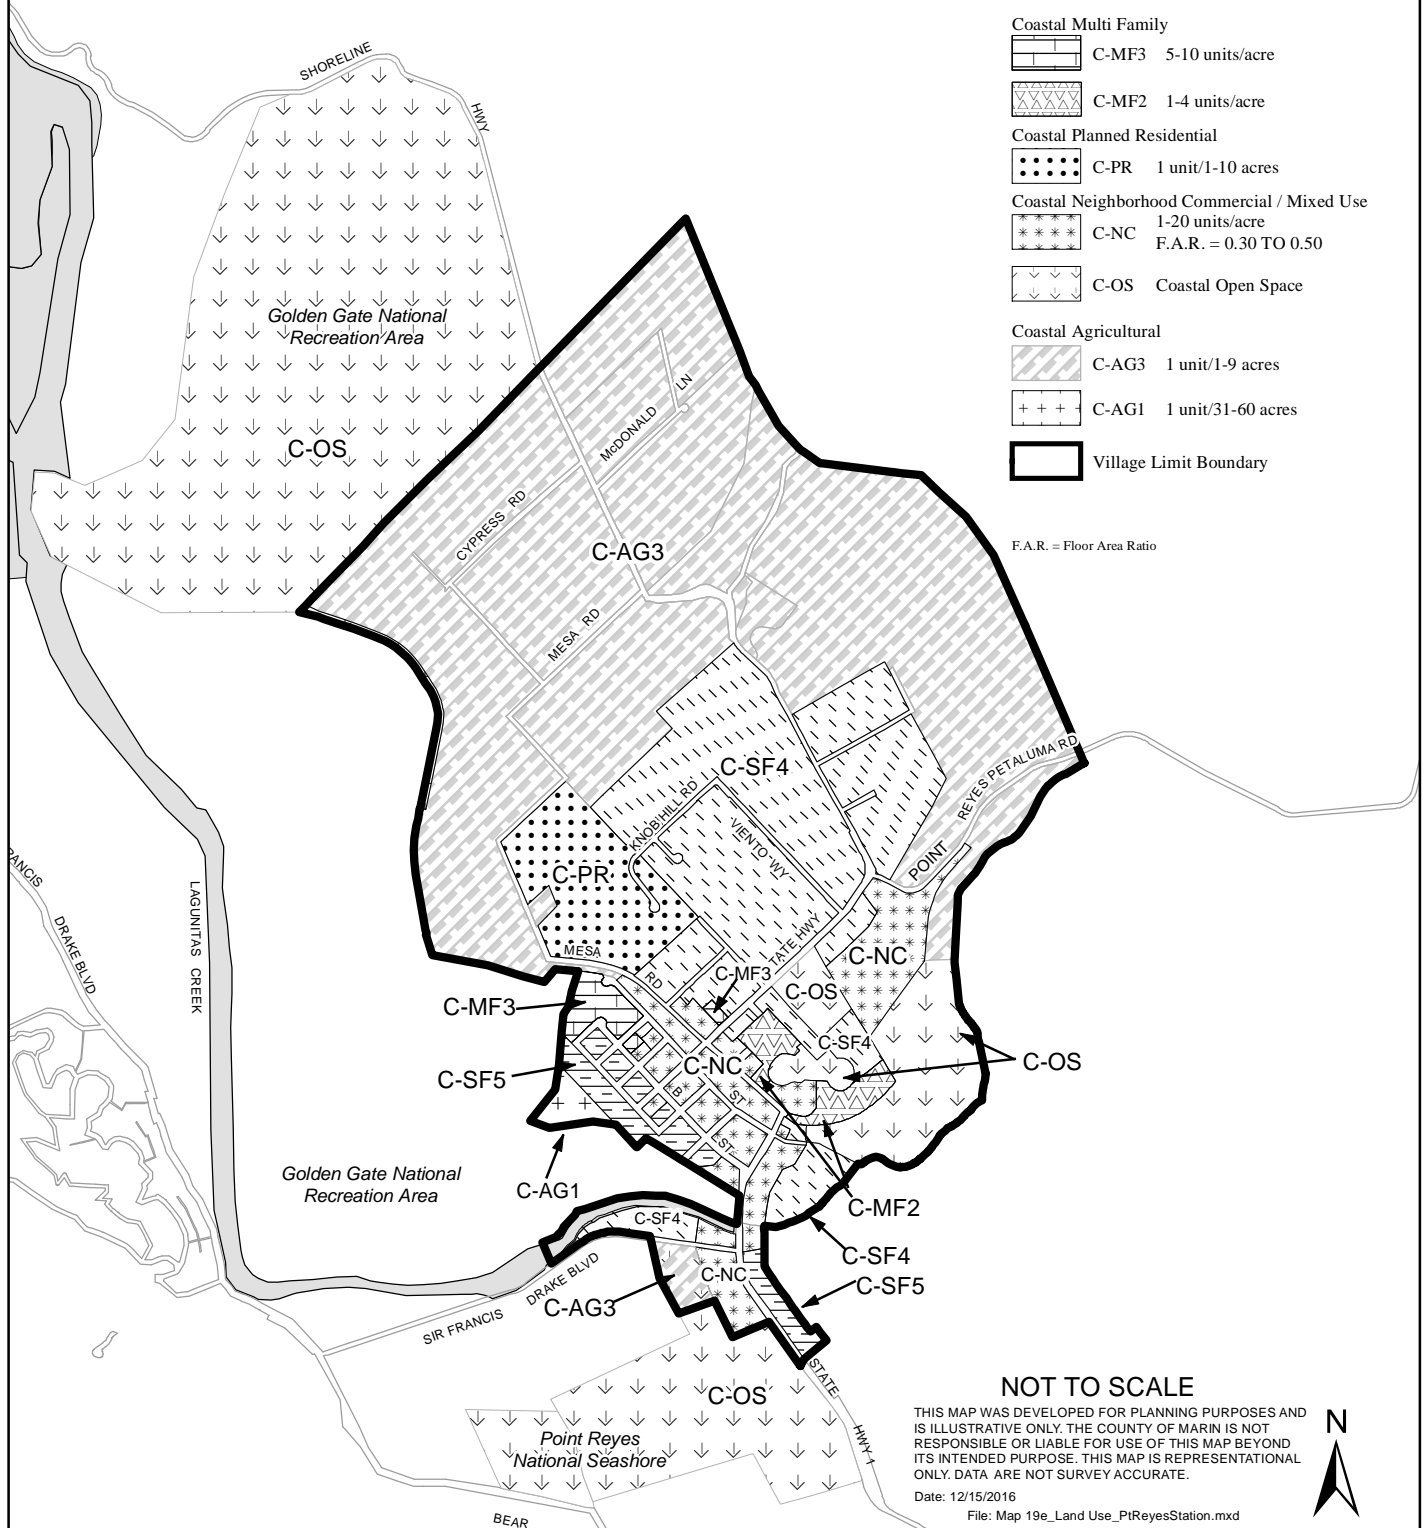 Coastal Multi Family
C-MF3 5-10 units/acre
C-MF2 1-4 units/acre
Coastal Planned Residential
C-PR 1 unit/1-10 acres
Coastal Neighborhood Commercial / Mixed Use
1-20 units/acre
C-NC
F.A.R. = 0.30 TO 0.50
C-OS Coastal Open Space
Coastal Agricultural
C-AG3 1 unit/1-9 acres
C-AG1 1 unit/31-60 acres
Village Limit Boundary
F.A.R. = Floor Area Ratio
SHORELINE
HWY
Golden Gate National
Recreation Area
C-OS
McDONALD LN
CYPRESS RD
C-AG3
MESA RD
C-SF4
REYES PETALUMA RD
POINT
KNOB HILL RD
VIENTO WY
C-PR
LAGUNITAS CREEK
DRAKE BLVD
MESA
RD
TATE HWY
C-NC
C-MF3
C-OS
C-MF3
C-SF4
C-NC
C-OS
C-SF5
B
ST
ST.
Golden Gate National
Recreation Area
C-AG1
C-MF2
C-SF4
C-SF4
C-NC
C-SF5
DRAKE BLVD
C-AG3
SIR FRANCIS
STATE
HWY 1
C-OS
Point Reyes
National Seashore
BEAR
NOT TO SCALE
THIS MAP WAS DEVELOPED FOR PLANNING PURPOSES AND
IS ILLUSTRATIVE ONLY. THE COUNTY OF MARIN IS NOT
RESPONSIBLE OR LIABLE FOR USE OF THIS MAP BEYOND
ITS INTENDED PURPOSE. THIS MAP IS REPRESENTATIONAL
ONLY. DATA ARE NOT SURVEY ACCURATE.
N
Date: 12/15/2016
File: Map 19e_Land Use_PtReyesStation.mxd